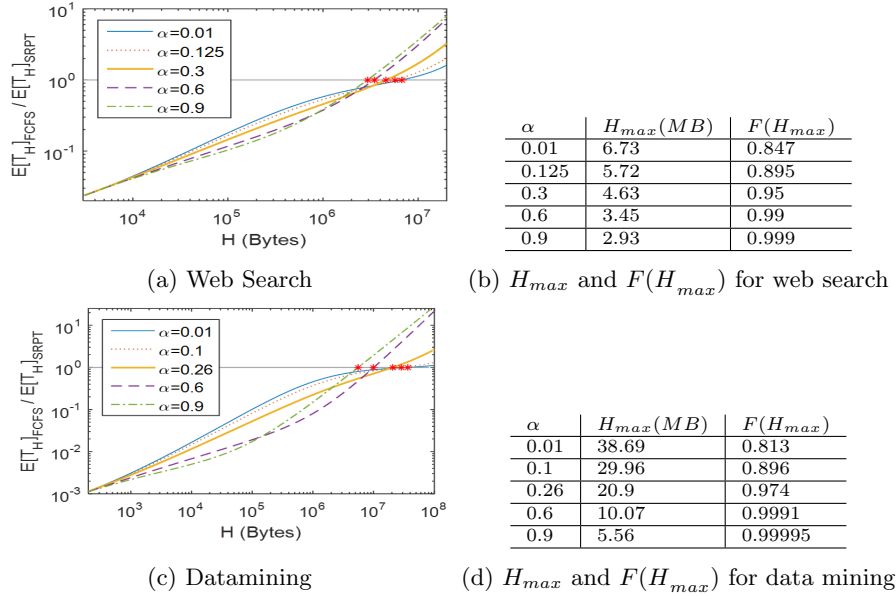 E[T_H]_FCFS / E[T_H]_SRPT
10^1
10^0
10^-1
α=0.01
α=0.125
α=0.3
α=0.6
α=0.9
10^4 10^5 10^6 10^7
H (Bytes)
(a) Web Search
α H_max(MB) F(H_max)
0.01 6.73 0.847
0.125 5.72 0.895
0.3 4.63 0.95
0.6 3.45 0.99
0.9 2.93 0.999
(b) H_max and F(H_max) for web search
E[T_H]_FCFS / E[T_H]_SRPT
10^1
10^0
10^-1
10^-2
10^-3
α=0.01
α=0.1
α=0.26
α=0.6
α=0.9
10^3 10^4 10^5 10^6 10^7 10^8
H (Bytes)
(c) Datamining
α H_max(MB) F(H_max)
0.01 38.69 0.813
0.1 29.96 0.896
0.26 20.9 0.974
0.6 10.07 0.9991
0.9 5.56 0.99995
(d) H_max and F(H_max) for data mining